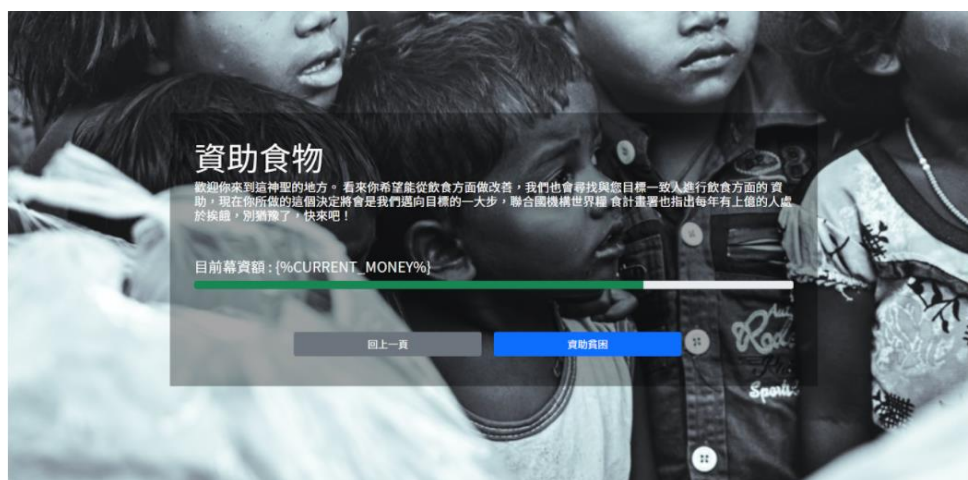 資助食物
歡迎你來到這神聖的地方。 看來你希望能從飲食方面做改善,我們也會尋找與您目標一致人進行飲食方面的 資
助,現在你所做的這個決定將會是我們邁向目標的一大步,聯合國機構世界糧 食計畫署也指出每年有上億的人處
於挨餓,別猶豫了,快來吧!
目前幕資額 : {%CURRENT_MONEY%}
回上一頁
資助貧困
Sports